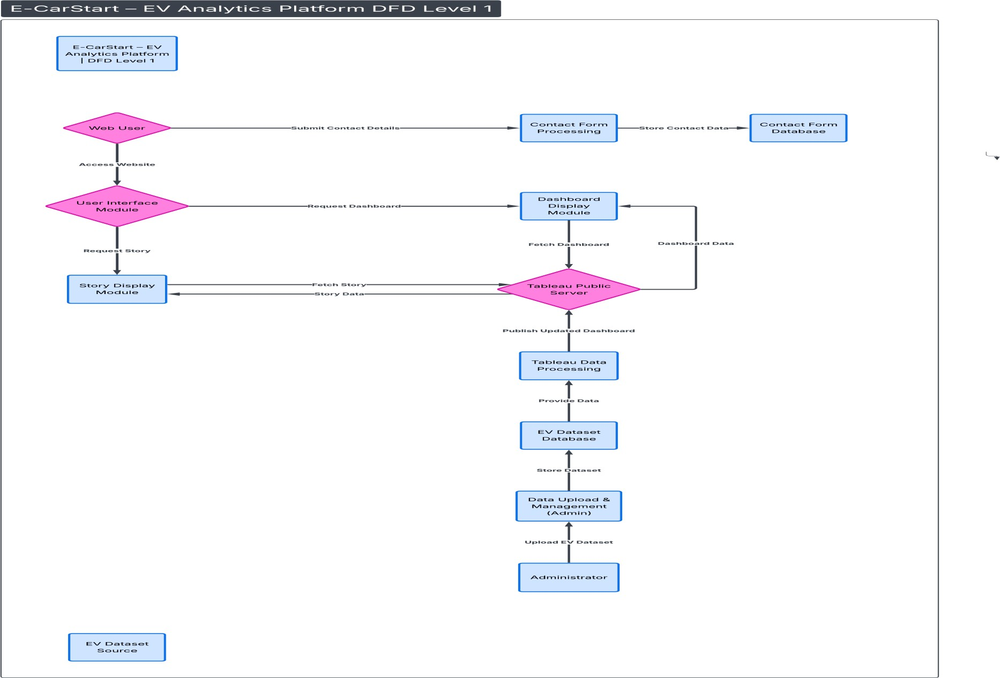 E-CarStart – EV Analytics Platform DFD Level 1
E-CarStart – EV
Analytics Platform
| DFD Level 1
Web User
Submit Contact Details
Contact Form
Processing
Store Contact Data
Contact Form
Database
Access Website
User Interface
Module
Request Dashboard
Dashboard
Display
Module
Request Story
Fetch Dashboard
Dashboard Data
Story Display
Module
Fetch Story
Story Data
Tableau Public
Server
Publish Updated Dashboard
Tableau Data
Processing
Provide Data
EV Dataset
Database
Store Dataset
Data Upload &
Management
(Admin)
Upload EV Dataset
Administrator
EV Dataset
Source